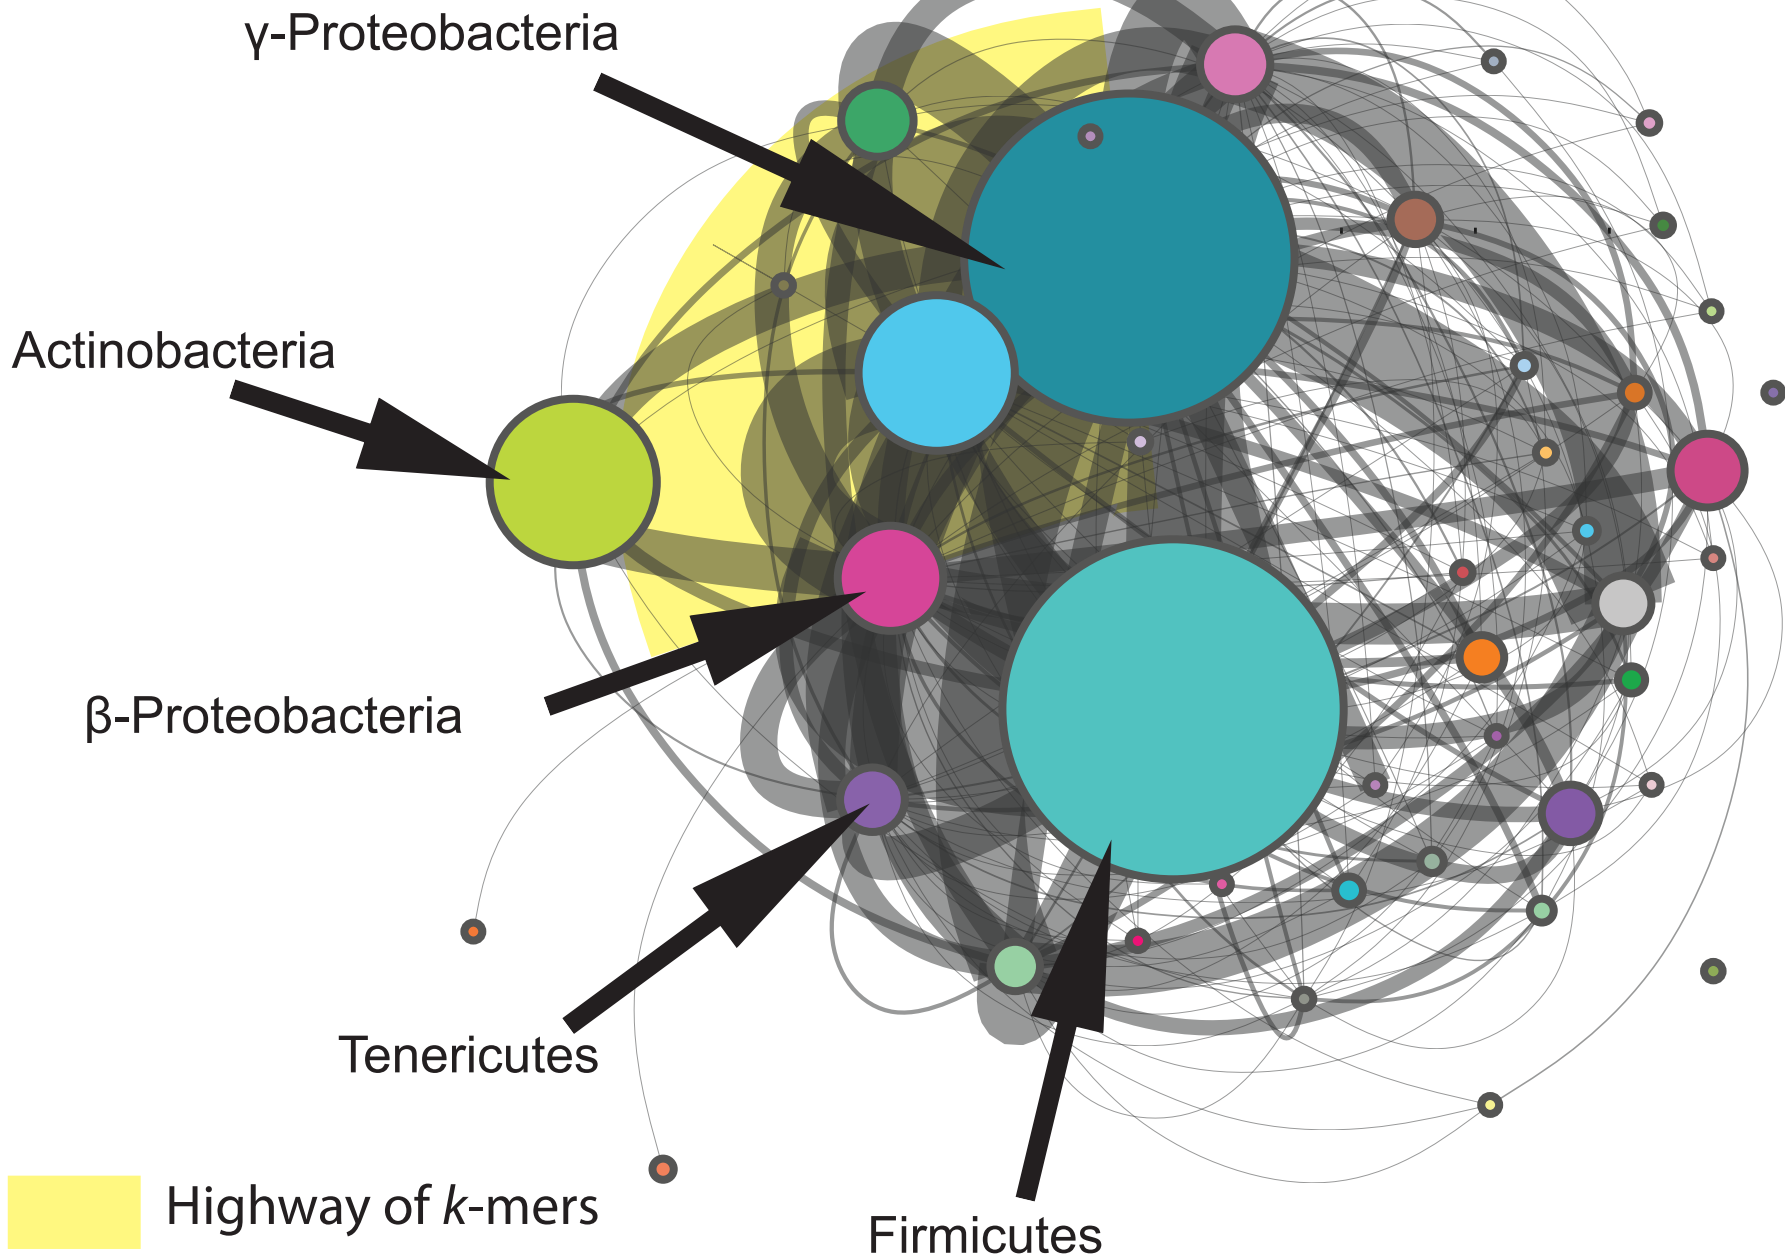 γ-Proteobacteria
Actinobacteria
β-Proteobacteria
Tenericutes
Highway of k-mers
Firmicutes